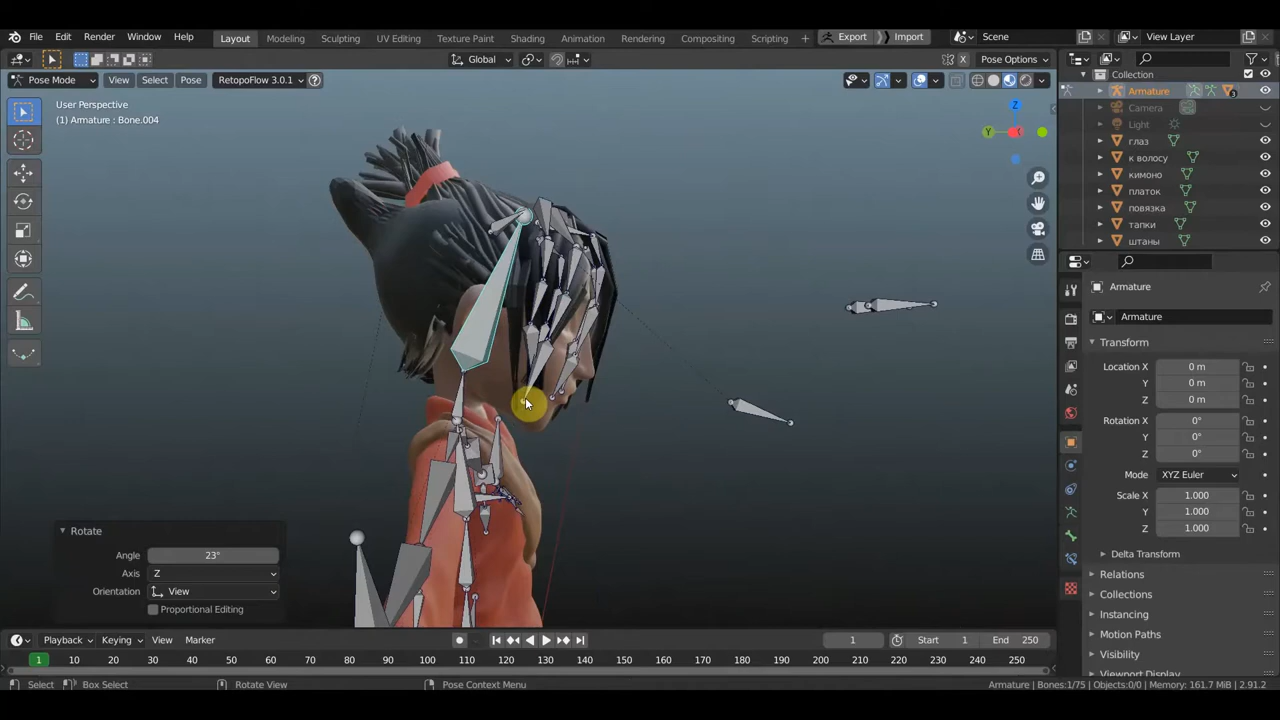 File Edit Render Window Help Layout Modeling Sculpting UV Editing Texture Paint Shading Animation Rendering Compositing Scripting + Export Import Scene View Layer
Global Pose Options
Pose Mode View Select Pose RetopoFlow 3.0.1
User Perspective
(1) Armature : Bone.004
Z
Y
Collection
Armature
Camera
Light
глаз
к волосу
кимоно
платок
повязка
тапки
штаны
Armature
Armature
Transform
Location X 0 m
Y 0 m
Z 0 m
Rotation X 0°
Y 0°
Z 0°
Mode XYZ Euler
Scale X 1.000
Y 1.000
Z 1.000
Delta Transform
Relations
Collections
Instancing
Motion Paths
Visibility
Viewport Display
Rotate
Angle 23°
Axis Z
Orientation View
Proportional Editing
Playback Keying View Marker 1 Start 1 End 250
1 10 20 30 40 50 60 70 80 90 100 110 120 130 140 150 160 170 180 190 200 210 220 230 240 250
Select Box Select Rotate View Pose Context Menu Armature | Bones:1/75 | Objects:0/0 | Memory: 161.7 MiB | 2.91.2